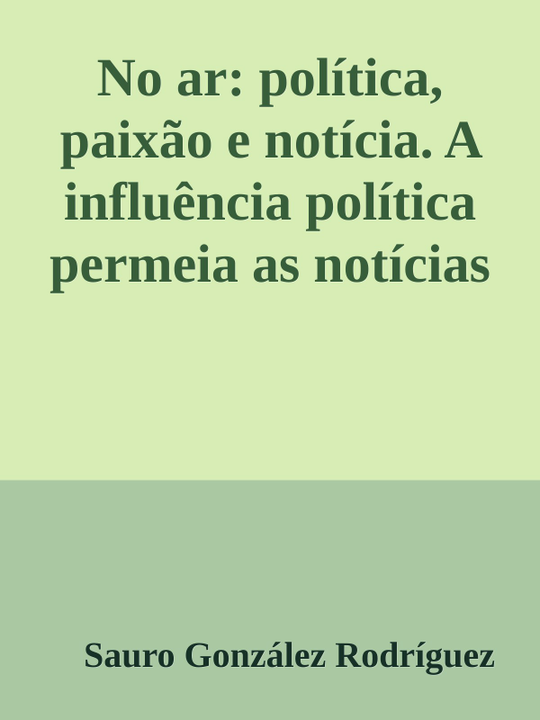 No ar: política,
paixão e notícia. A
influência política
permeia as notícias
Sauro González Rodríguez